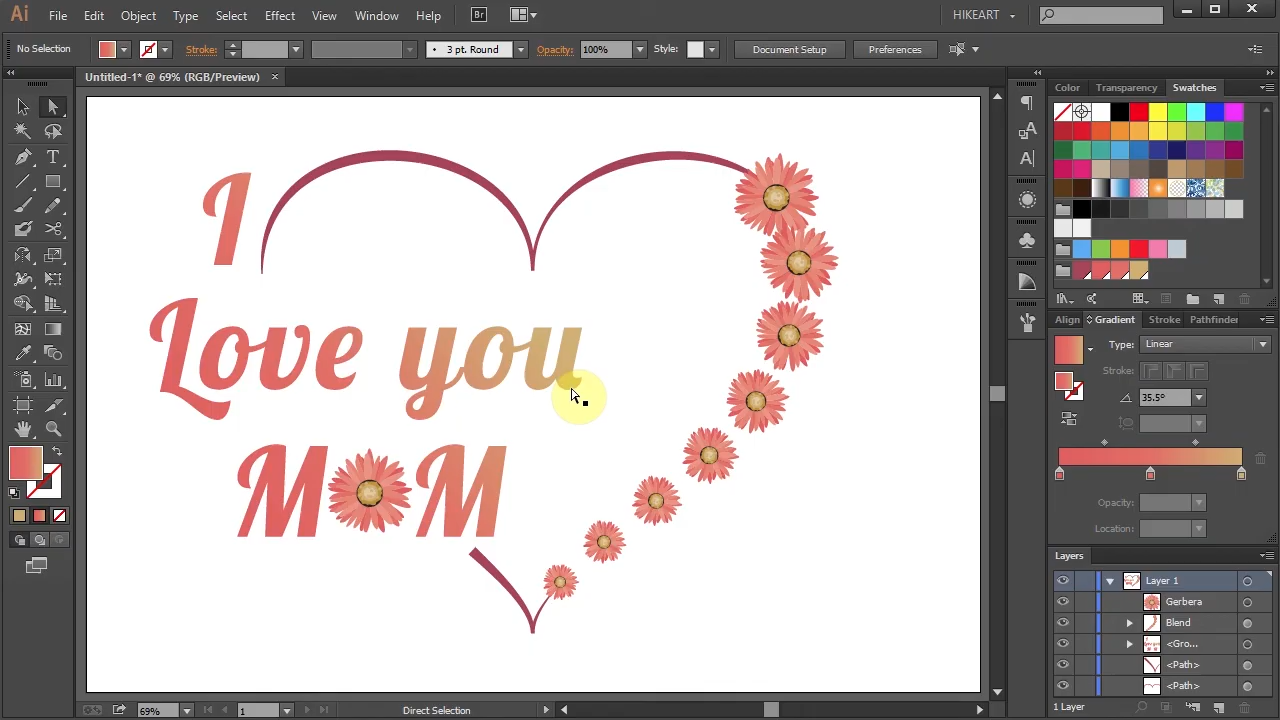 Ai File Edit Object Type Select Effect View Window Help Br HIKEART
No Selection Stroke: 3 pt. Round Opacity: 100% Style: Document Setup Preferences
Untitled-1* @ 69% (RGB/Preview)
Color Transparency Swatches
I
Love you
M M
Align Gradient Stroke Pathfinder
Type: Linear
Stroke:
35.5°
Opacity:
Location:
Layers
Layer 1
Gerbera
Blend
<Gro...
<Path>
<Path>
69% 1 Direct Selection 1 Layer